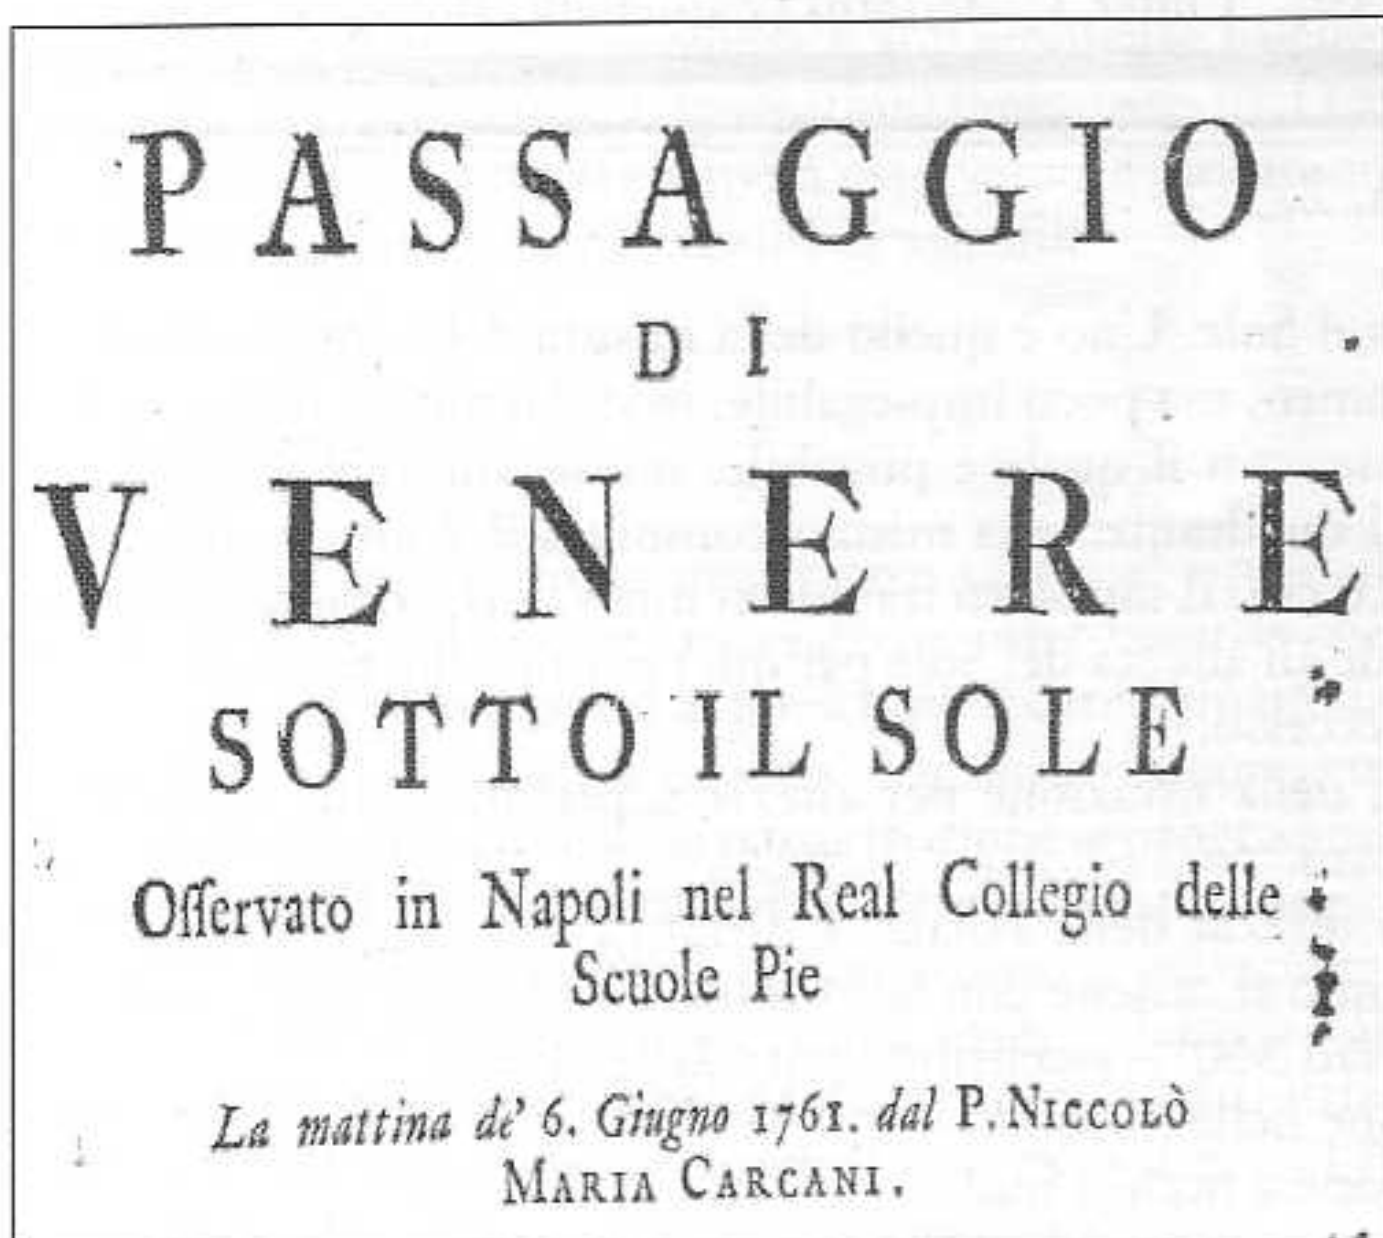 PASSAGGIO
DI
VENERE
SOTTO IL SOLE
Oſſervato in Napoli nel Real Collegio delle
Scuole Pie
La mattina de' 6. Giugno 1761. dal P. NICCOLÒ
MARIA CARCANI.